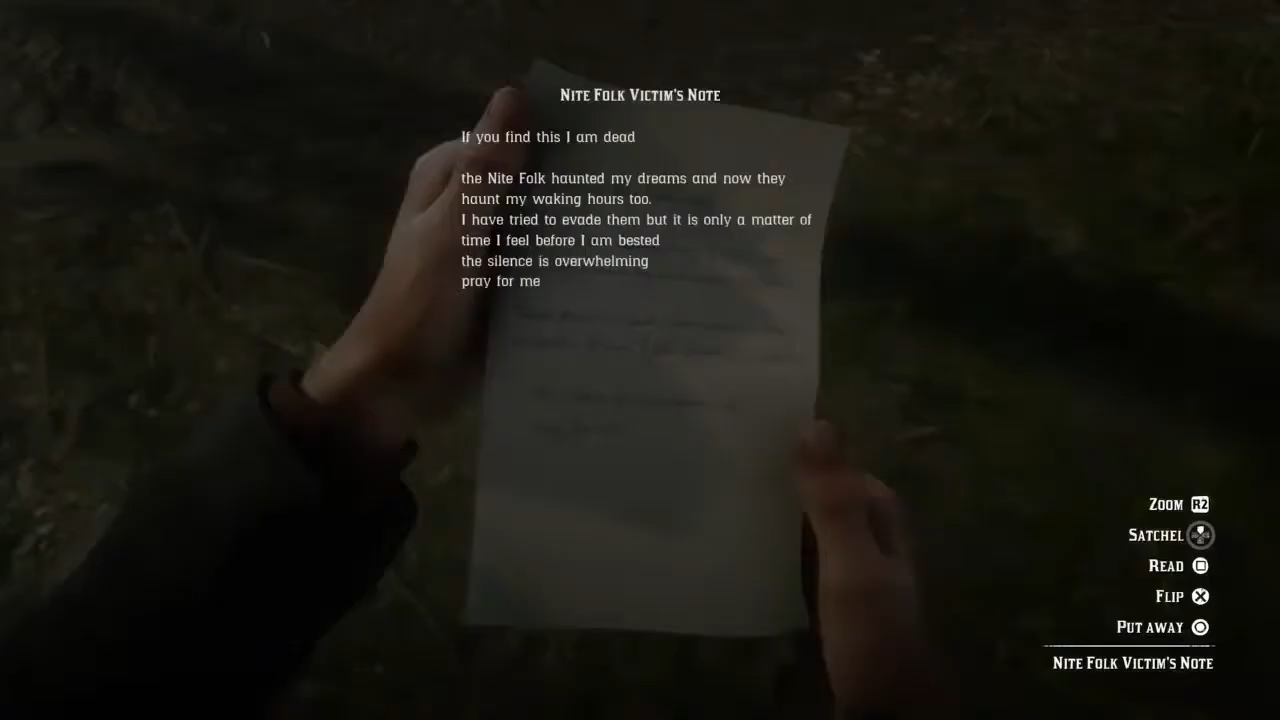 NITE FOLK VICTIM'S NOTE
If you find this I am dead
the Nite Folk haunted my dreams and now they
haunt my waking hours too.
I have tried to evade them but it is only a matter of
time I feel before I am bested
the silence is overwhelming
pray for me
ZOOM R2
SATCHEL
READ
FLIP
PUT AWAY
NITE FOLK VICTIM'S NOTE